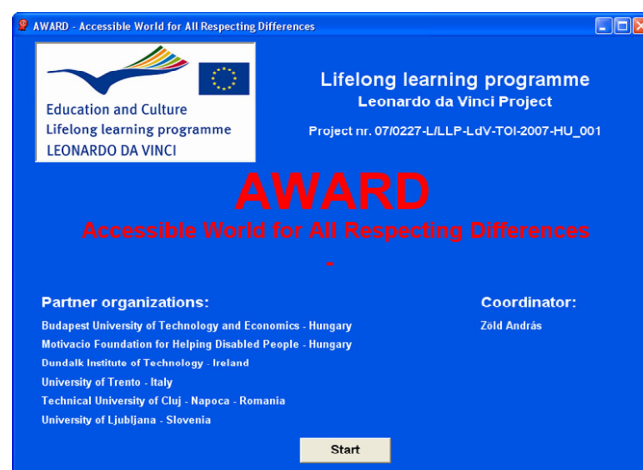 AWARD - Accessible World for All Respecting Differences
Education and Culture
Lifelong learning programme
LEONARDO DA VINCI
Lifelong learning programme
Leonardo da Vinci Project
Project nr. 07/0227-L/LLP-LdV-TOI-2007-HU_001
AWARD
Accessible World for All Respecting Differences
-
Partner organizations:
Budapest University of Technology and Economics - Hungary
Motivacio Foundation for Helping Disabled People - Hungary
Dundalk Institute of Technology - Ireland
University of Trento - Italy
Technical University of Cluj - Napoca - Romania
University of Ljubljana - Slovenia
Coordinator:
Zöld András
Start